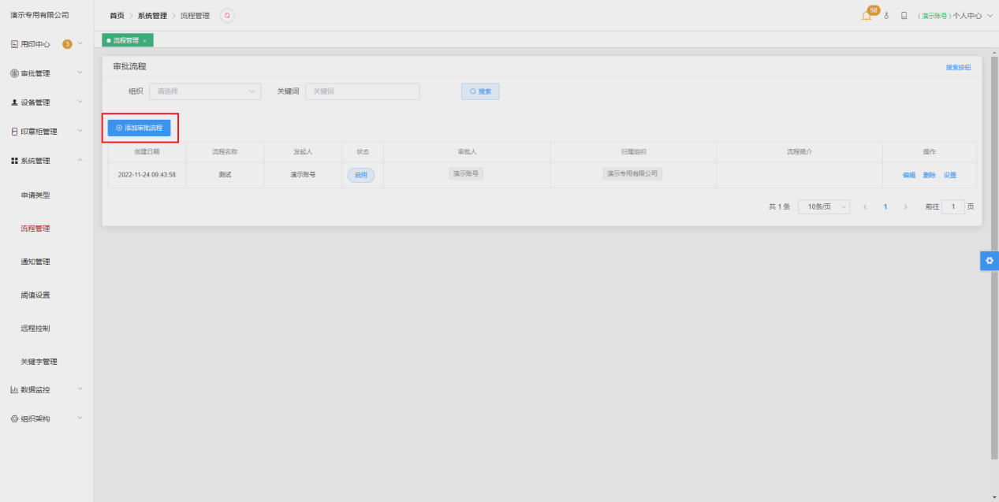 演示专用有限公司
首页 > 系统管理 > 流程管理
58
(演示账号)个人中心
用印中心 3
审批管理
设备管理
印章柜管理
系统管理
申请类型
流程管理
通知管理
阈值设置
远程控制
关键字管理
数据监控
组织架构
流程管理 ×
审批流程
搜索按钮
组织 请选择 关键词 关键词 搜索
添加审批流程
创建日期 流程名称 发起人 状态 审批人 归属组织 流程简介 操作
2022-11-24 09:43:58 测试 演示账号 启用 演示账号 演示专用有限公司 编辑 删除 设置
共 1 条 10条/页 < 1 > 前往 1 页